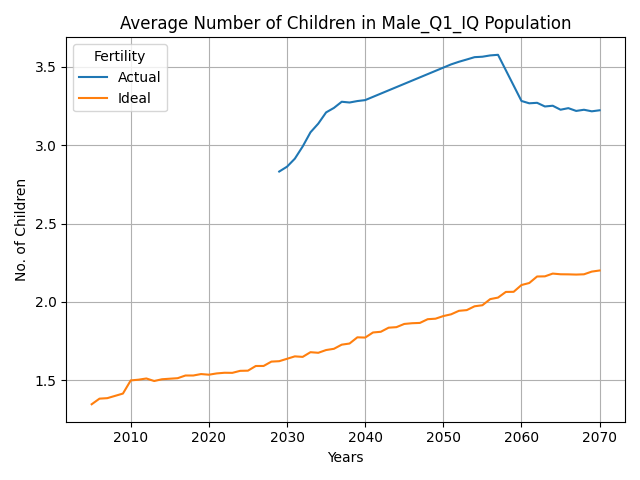 Average Number of Children in Male_Q1_IQ Population
Fertility
Actual
Ideal
No. of Children
3.5
3.0
2.5
2.0
1.5
2010 2020 2030 2040 2050 2060 2070
Years